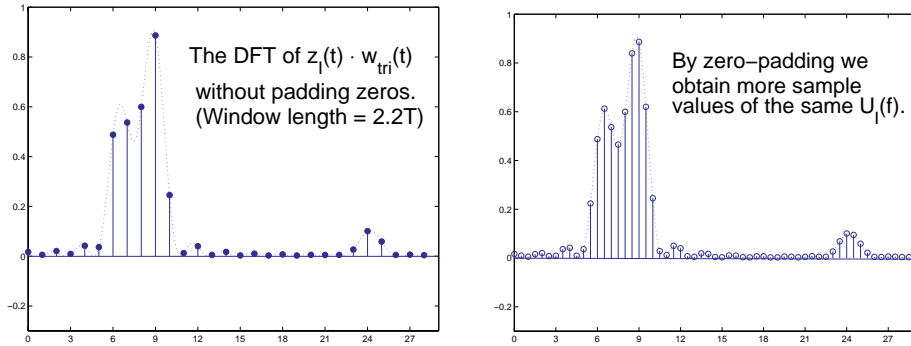 1
0.8
0.6
0.4
0.2
0
−0.2
0 3 6 9 12 15 18 21 24 27
The DFT of z_I(t) · w_tri(t)
without padding zeros.
(Window length = 2.2T)
1
0.8
0.6
0.4
0.2
0
−0.2
0 3 6 9 12 15 18 21 24 27
By zero−padding we
obtain more sample
values of the same U_I(f).